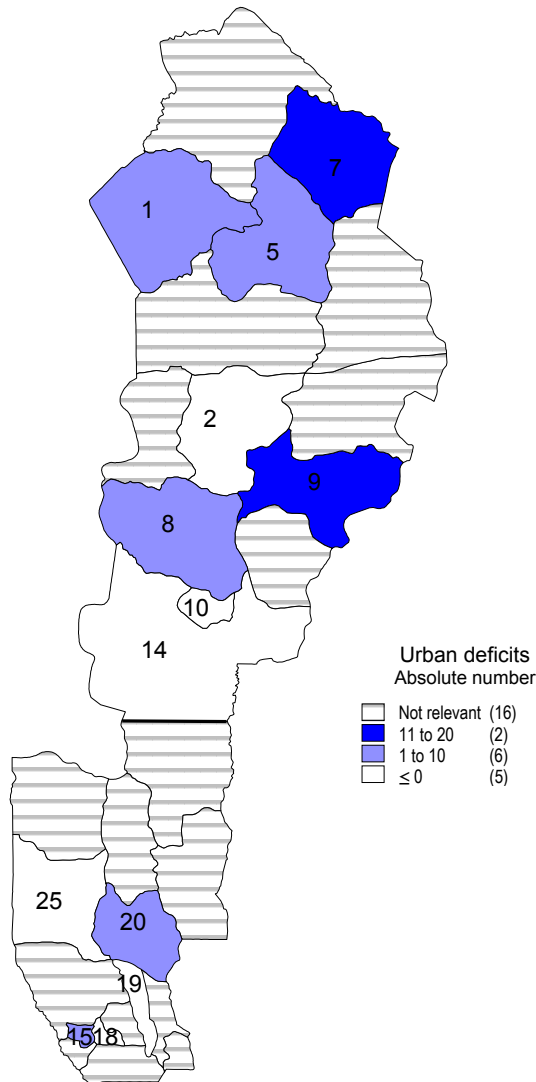 7
1
5
2
9
8
10
14
Urban deficits
Absolute number
Not relevant (16)
11 to 20 (2)
1 to 10 (6)
≤ 0 (5)
25
20
19
15 18